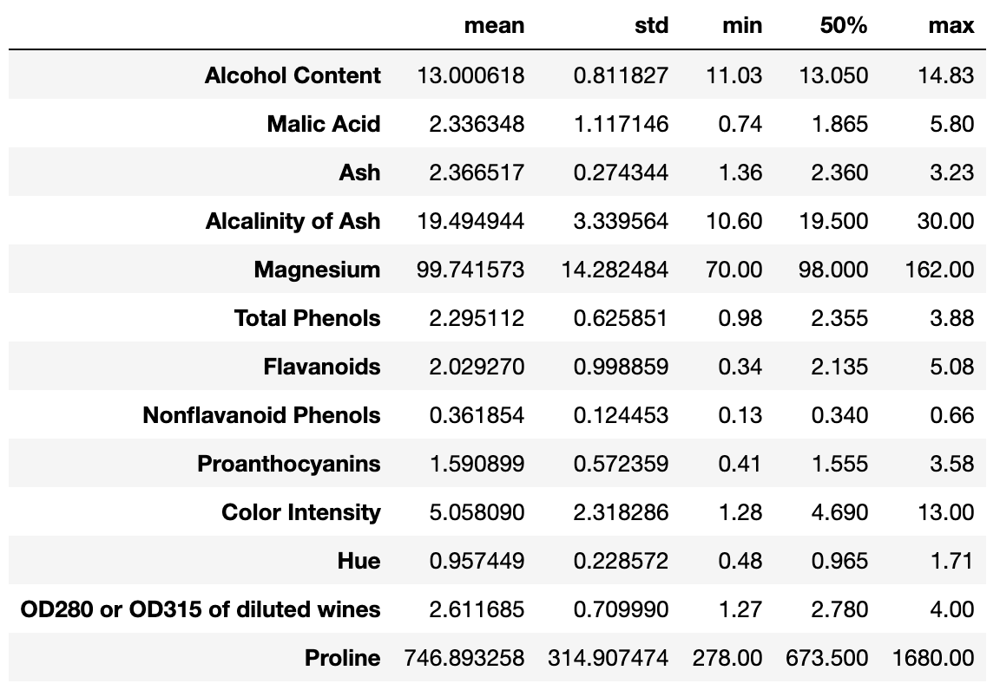 mean std min 50% max
Alcohol Content 13.000618 0.811827 11.03 13.050 14.83
Malic Acid 2.336348 1.117146 0.74 1.865 5.80
Ash 2.366517 0.274344 1.36 2.360 3.23
Alcalinity of Ash 19.494944 3.339564 10.60 19.500 30.00
Magnesium 99.741573 14.282484 70.00 98.000 162.00
Total Phenols 2.295112 0.625851 0.98 2.355 3.88
Flavanoids 2.029270 0.998859 0.34 2.135 5.08
Nonflavanoid Phenols 0.361854 0.124453 0.13 0.340 0.66
Proanthocyanins 1.590899 0.572359 0.41 1.555 3.58
Color Intensity 5.058090 2.318286 1.28 4.690 13.00
Hue 0.957449 0.228572 0.48 0.965 1.71
OD280 or OD315 of diluted wines 2.611685 0.709990 1.27 2.780 4.00
Proline 746.893258 314.907474 278.00 673.500 1680.00